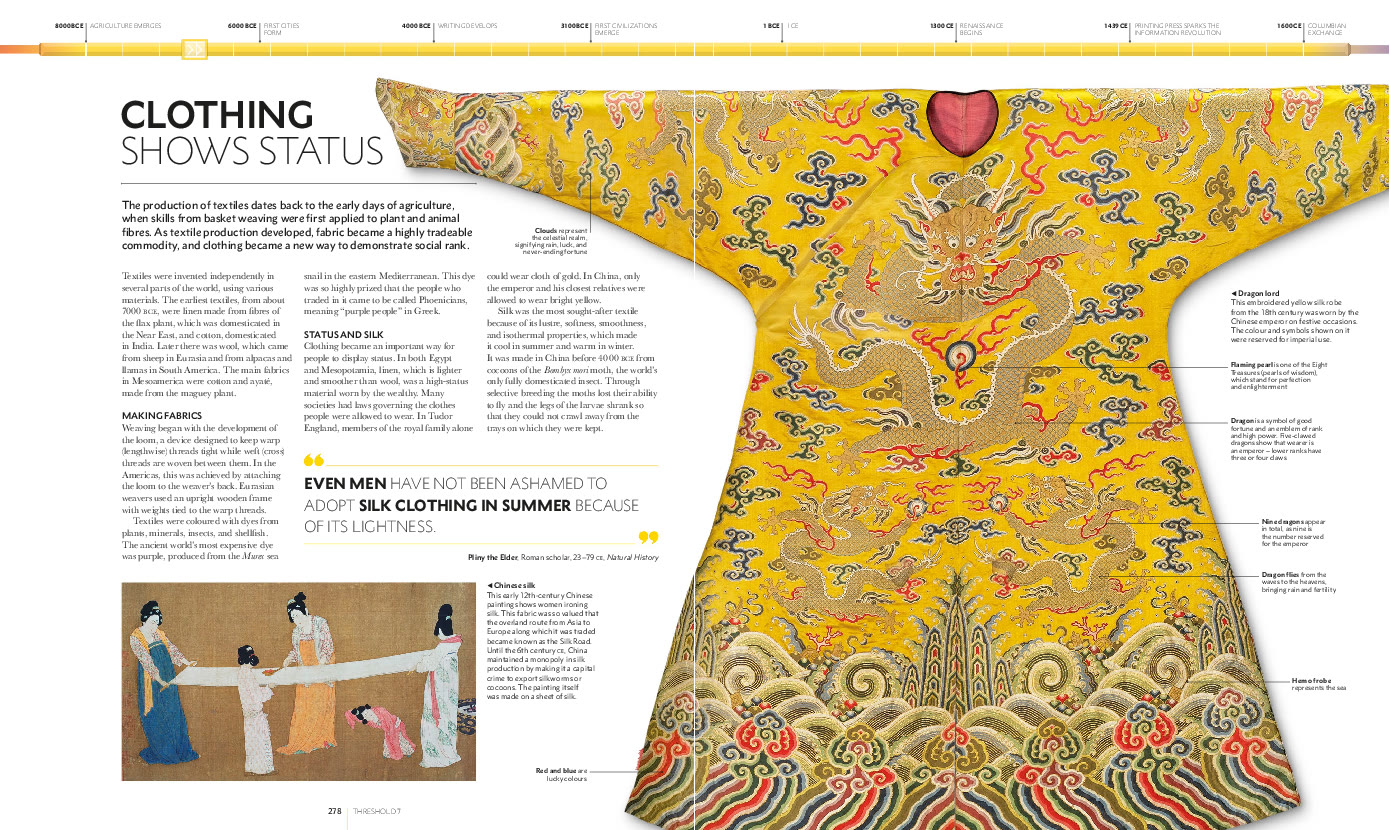 8000 BCE | AGRICULTURE EMERGES
6000 BCE | FIRST CITIES
FORM
4000 BCE | WRITING DEVELOPS
3100 BCE | FIRST CIVILIZATIONS
EMERGE
1 BCE | 1 CE
1300 CE | RENAISSANCE
BEGINS
1439 CE | PRINTING PRESS SPARKS THE
INFORMATION REVOLUTION
1600 CE | COLUMBIAN
EXCHANGE
CLOTHING
SHOWS STATUS
The production of textiles dates back to the early days of agriculture,
when skills from basket weaving were first applied to plant and animal
fibres. As textile production developed, fabric became a highly tradeable
commodity, and clothing became a new way to demonstrate social rank.
Textiles were invented independently in
several parts of the world, using various
materials. The earliest textiles, from about
7000 BCE, were linen made from fibres of
the flax plant, which was domesticated in
the Near East, and cotton, domesticated
in India. Later there was wool, which came
from sheep in Eurasia and from alpacas and
llamas in South America. The main fabrics
in Mesoamerica were cotton and ayaté,
made from the maguey plant.
MAKING FABRICS
Weaving began with the development of
the loom, a device designed to keep warp
(lengthwise) threads tight while weft (cross)
threads are woven between them. In the
Americas, this was achieved by attaching
the loom to the weaver's back. Eurasian
weavers used an upright wooden frame
with weights tied to the warp threads.
Textiles were coloured with dyes from
plants, minerals, insects, and shellfish.
The ancient world's most expensive dye
was purple, produced from the Murex sea
snail in the eastern Mediterranean. This dye
was so highly prized that the people who
traded in it came to be called Phoenicians,
meaning "purple people" in Greek.
STATUS AND SILK
Clothing became an important way for
people to display status. In both Egypt
and Mesopotamia, linen, which is lighter
and smoother than wool, was a high-status
material worn by the wealthy. Many
societies had laws governing the clothes
people were allowed to wear. In Tudor
England, members of the royal family alone
could wear cloth of gold. In China, only
the emperor and his closest relatives were
allowed to wear bright yellow.
Silk was the most sought-after textile
because of its lustre, softness, smoothness,
and isothermal properties, which made
it cool in summer and warm in winter.
It was made in China before 4000 BCE from
cocoons of the Bombyx mori moth, the world's
only fully domesticated insect. Through
selective breeding the moths lost their ability
to fly and the legs of the larvae shrank so
that they could not crawl away from the
trays on which they were kept.
“
EVEN MEN HAVE NOT BEEN ASHAMED TO
ADOPT SILK CLOTHING IN SUMMER BECAUSE
OF ITS LIGHTNESS.
”
Pliny the Elder, Roman scholar, 23–79 CE, Natural History
◀ Chinese silk
This early 12th-century Chinese
painting shows women ironing
silk. This fabric was so valued that
the overland route from Asia to
Europe along which it was traded
became known as the Silk Road.
Until the 6th century CE, China
maintained a monopoly in silk
production by making it a capital
crime to export silkworms or
cocoons. The painting itself
was made on a sheet of silk.
Clouds represent
the celestial realm,
signifying rain, luck, and
never-ending fortune
Red and blue are
lucky colours
◀ Dragon lord
This embroidered yellow silk robe
from the 18th century was worn by the
Chinese emperor on festive occasions.
The colour and symbols shown on it
were reserved for imperial use.
Flaming pearl is one of the Eight
Treasures (pearls of wisdom),
which stand for perfection
and enlightenment
Dragon is a symbol of good
fortune and an emblem of rank
and high power. Five-clawed
dragons show that wearer is
an emperor – lower ranks have
three or four claws
Nine dragons appear
in total, as nine is
the number reserved
for the emperor
Dragon flies from the
waves to the heavens,
bringing rain and fertility
Hem of robe
represents the sea
278 | THRESHOLD 7